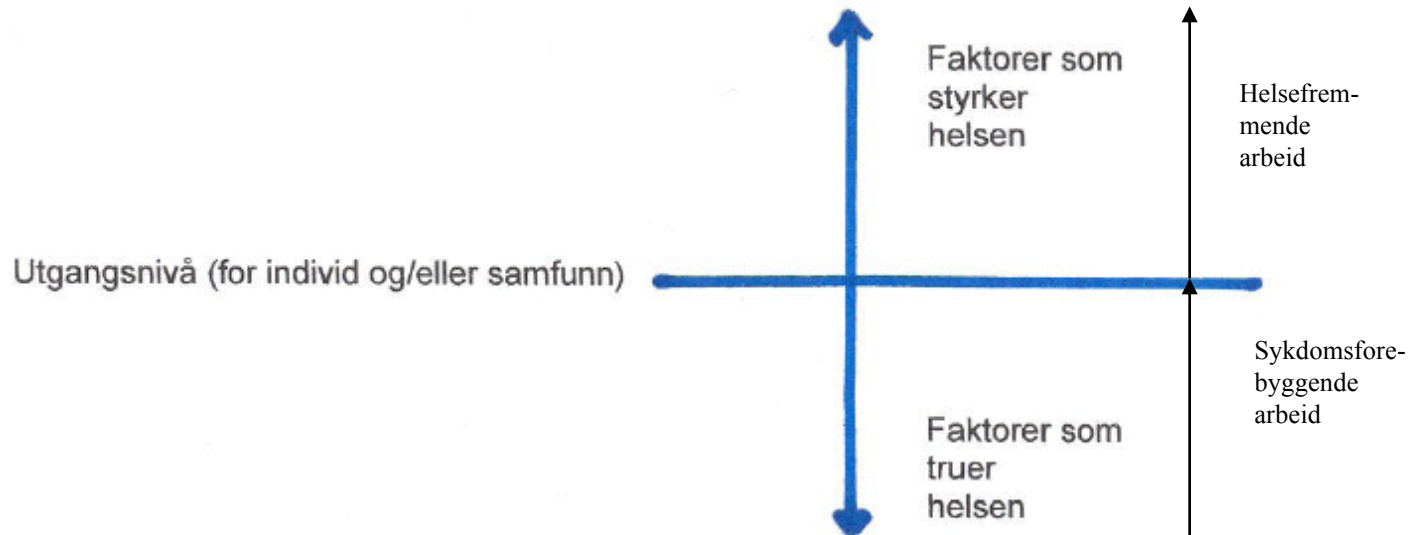 Faktorer som
styrker
helsen
Helsefrem-
mende
arbeid
Utgangsnivå (for individ og/eller samfunn)
Sykdomsfore-
byggende
arbeid
Faktorer som
truer
helsen